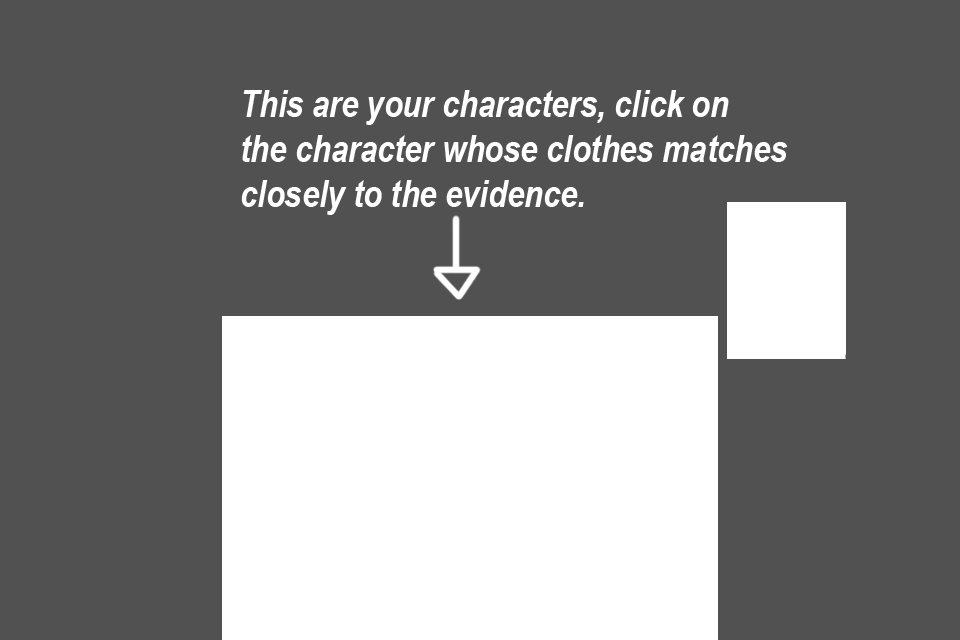 This are your characters, click on
the character whose clothes matches
closely to the evidence.